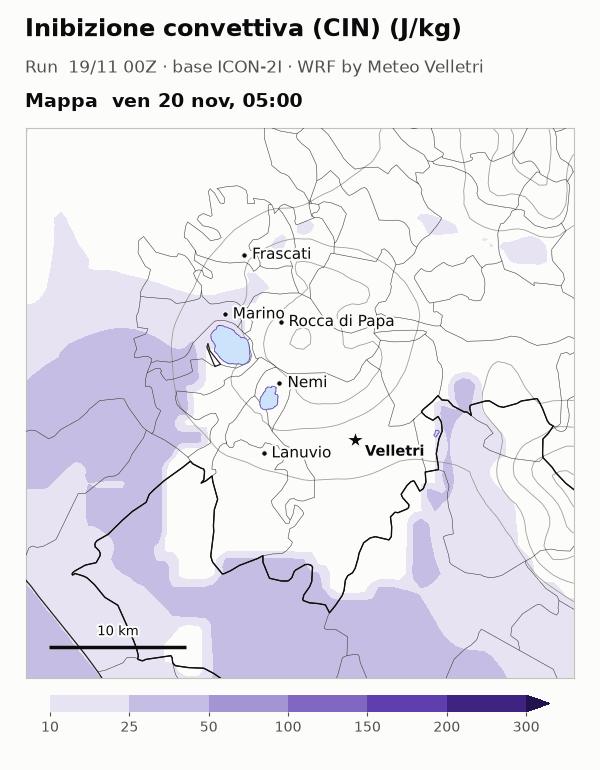 Inibizione convettiva (CIN) (J/kg)
Run  19/11 00Z · base ICON-2I · WRF by Meteo Velletri
Mappa  ven 20 nov, 05:00
Frascati
Marino
Rocca di Papa
Nemi
Velletri
Lanuvio
10 km
10 25 50 100 150 200 300